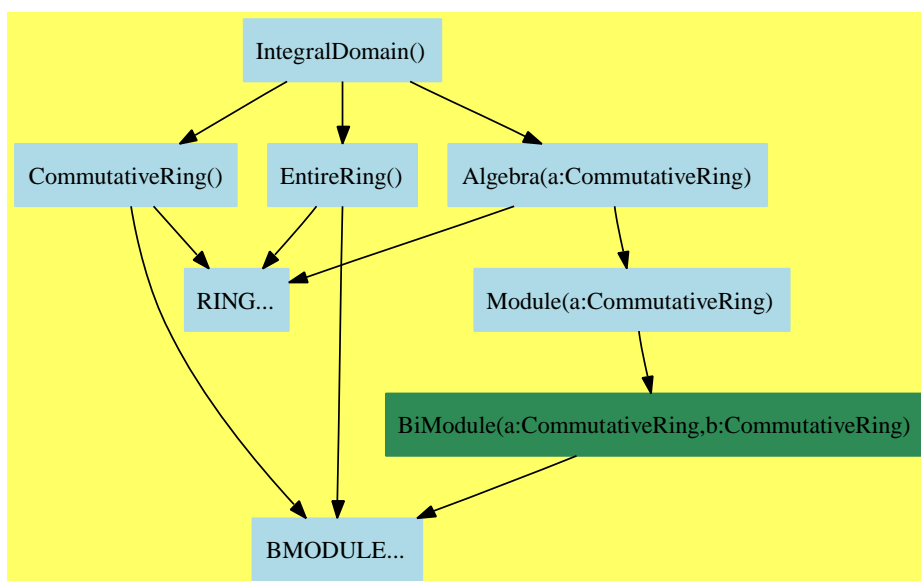 IntegralDomain()
CommutativeRing()
EntireRing()
Algebra(a:CommutativeRing)
RING...
Module(a:CommutativeRing)
BiModule(a:CommutativeRing,b:CommutativeRing)
BMODULE...